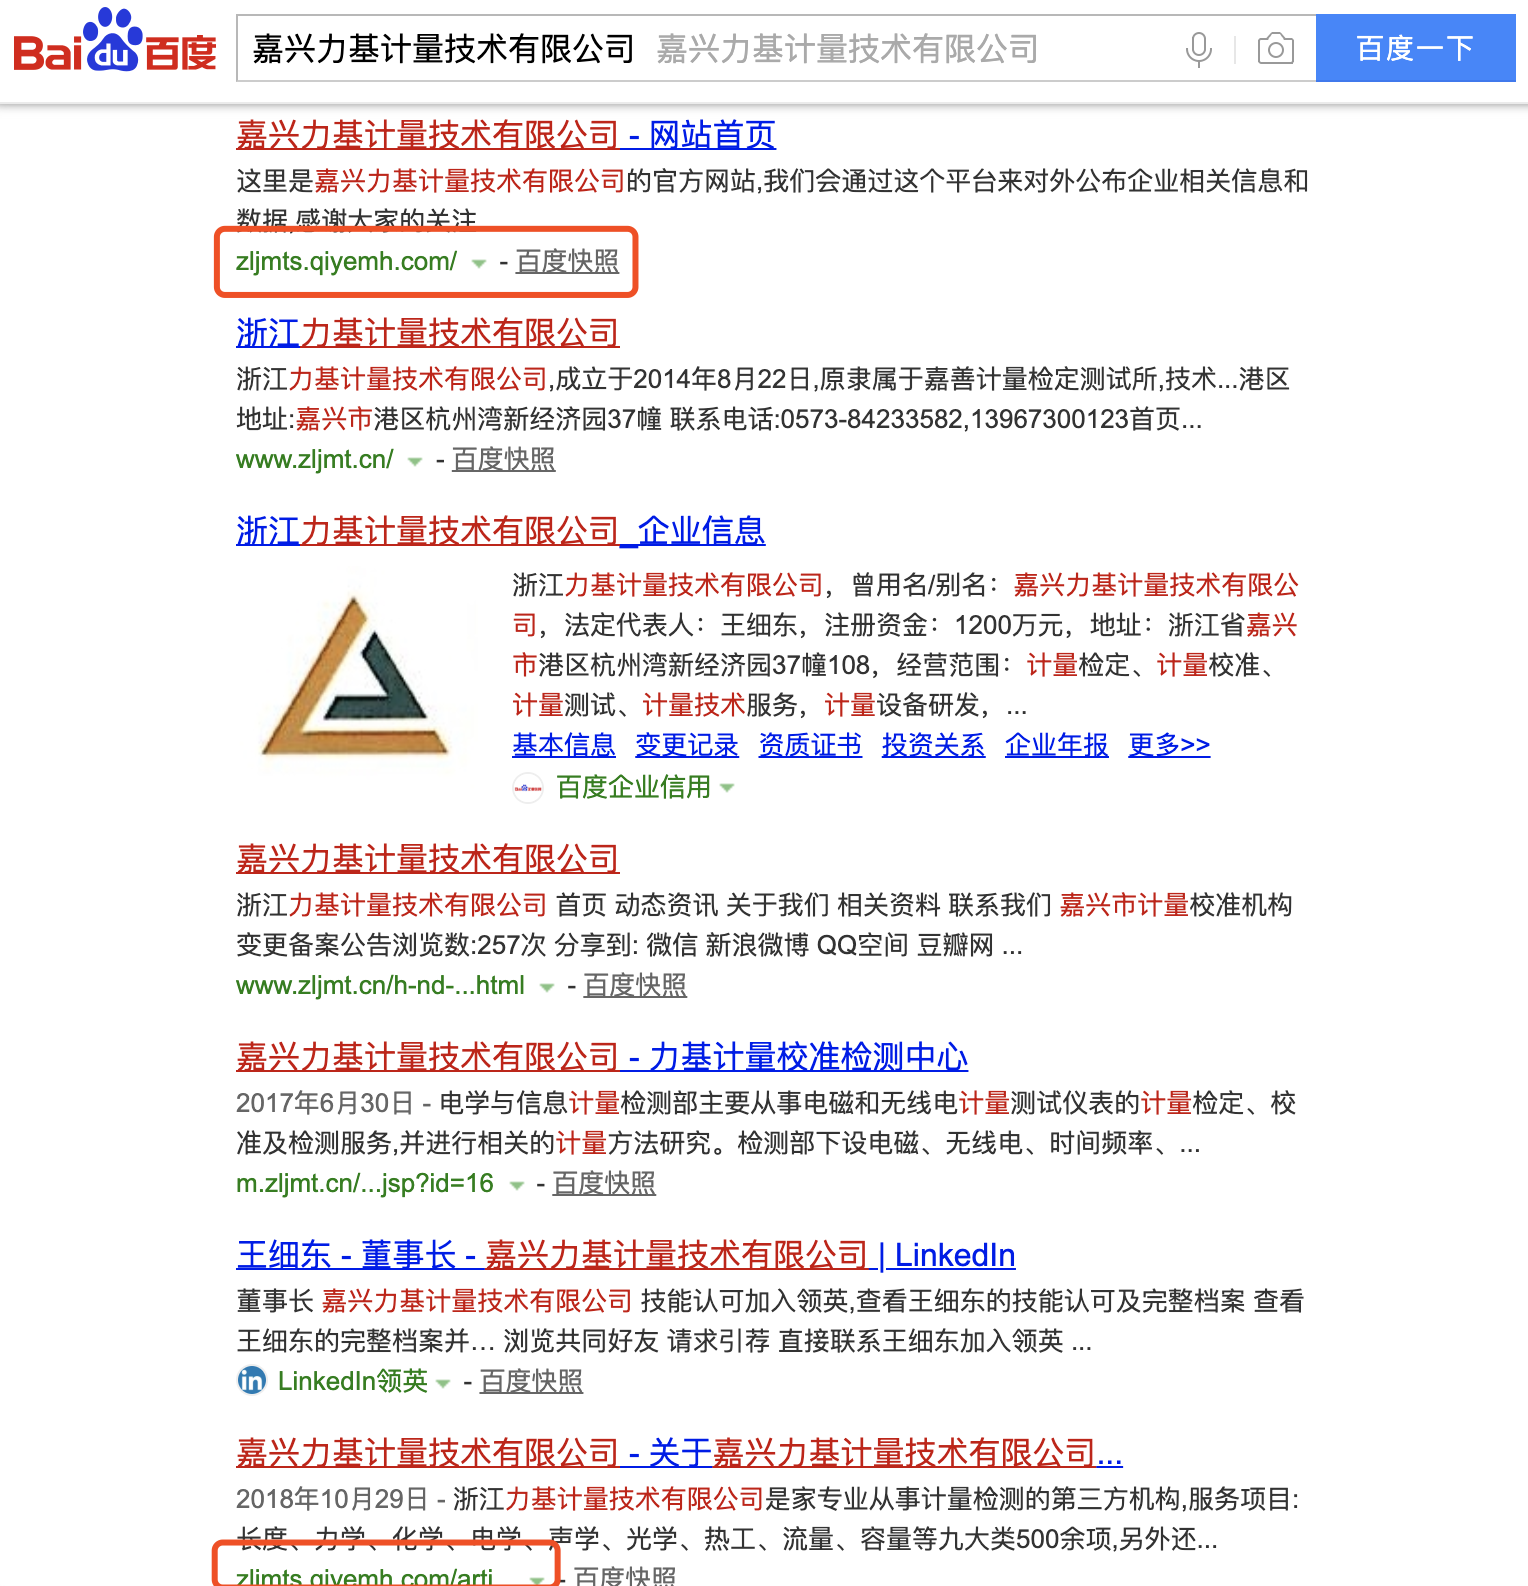 Bai du 百度 嘉兴力基计量技术有限公司 嘉兴力基计量技术有限公司 百度一下
嘉兴力基计量技术有限公司 - 网站首页
这里是嘉兴力基计量技术有限公司的官方网站,我们会通过这个平台来对外公布企业相关信息和
数据,感谢大家的关注
zljmts.qiyemh.com/ - 百度快照
浙江力基计量技术有限公司
浙江力基计量技术有限公司,成立于2014年8月22日,原隶属于嘉善计量检定测试所,技术...港区
地址:嘉兴市港区杭州湾新经济园37幢 联系电话:0573-84233582,13967300123首页...
www.zljmt.cn/ - 百度快照
浙江力基计量技术有限公司_企业信息
浙江力基计量技术有限公司，曾用名/别名：嘉兴力基计量技术有限公
司，法定代表人：王细东，注册资金：1200万元，地址：浙江省嘉兴
市港区杭州湾新经济园37幢108，经营范围：计量检定、计量校准、
计量测试、计量技术服务，计量设备研发，...
基本信息 变更记录 资质证书 投资关系 企业年报 更多>>
百度企业信用
嘉兴力基计量技术有限公司
浙江力基计量技术有限公司 首页 动态资讯 关于我们 相关资料 联系我们 嘉兴市计量校准机构
变更备案公告浏览数:257次 分享到: 微信 新浪微博 QQ空间 豆瓣网 ...
www.zljmt.cn/h-nd-...html - 百度快照
嘉兴力基计量技术有限公司 - 力基计量校准检测中心
2017年6月30日 - 电学与信息计量检测部主要从事电磁和无线电计量测试仪表的计量检定、校
准及检测服务,并进行相关的计量方法研究。检测部下设电磁、无线电、时间频率、...
m.zljmt.cn/...jsp?id=16 - 百度快照
王细东 - 董事长 - 嘉兴力基计量技术有限公司 | LinkedIn
董事长 嘉兴力基计量技术有限公司 技能认可加入领英,查看王细东的技能认可及完整档案 查看
王细东的完整档案并... 浏览共同好友 请求引荐 直接联系王细东加入领英 ...
in LinkedIn领英 - 百度快照
嘉兴力基计量技术有限公司 - 关于嘉兴力基计量技术有限公司...
2018年10月29日 - 浙江力基计量技术有限公司是家专业从事计量检测的第三方机构,服务项目:
长度、力学、化学、电学、声学、光学、热工、流量、容量等九大类500余项,另外还...
zljmts.qiyemh.com/arti... - 百度快照